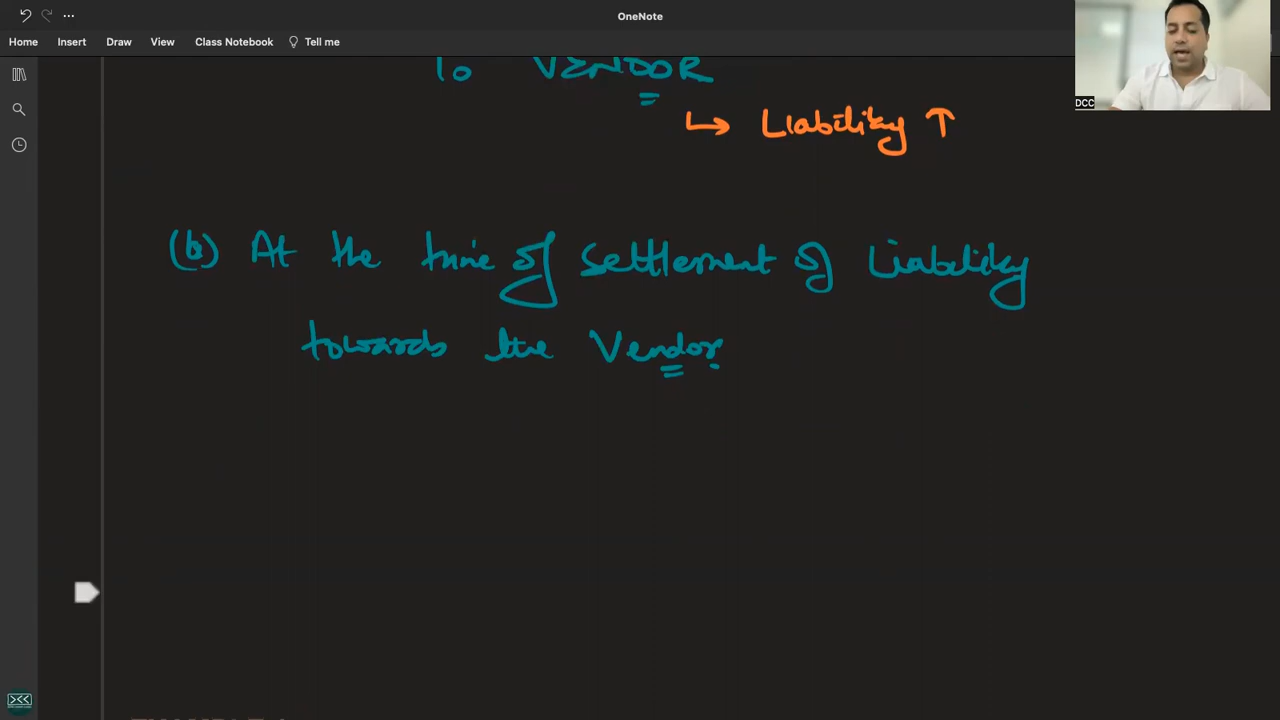 OneNote
Home Insert Draw View Class Notebook Tell me
DCC
To VENDOR
↳ Liability ↑
(b) At the time of Settlement of Liability
towards the Vendor